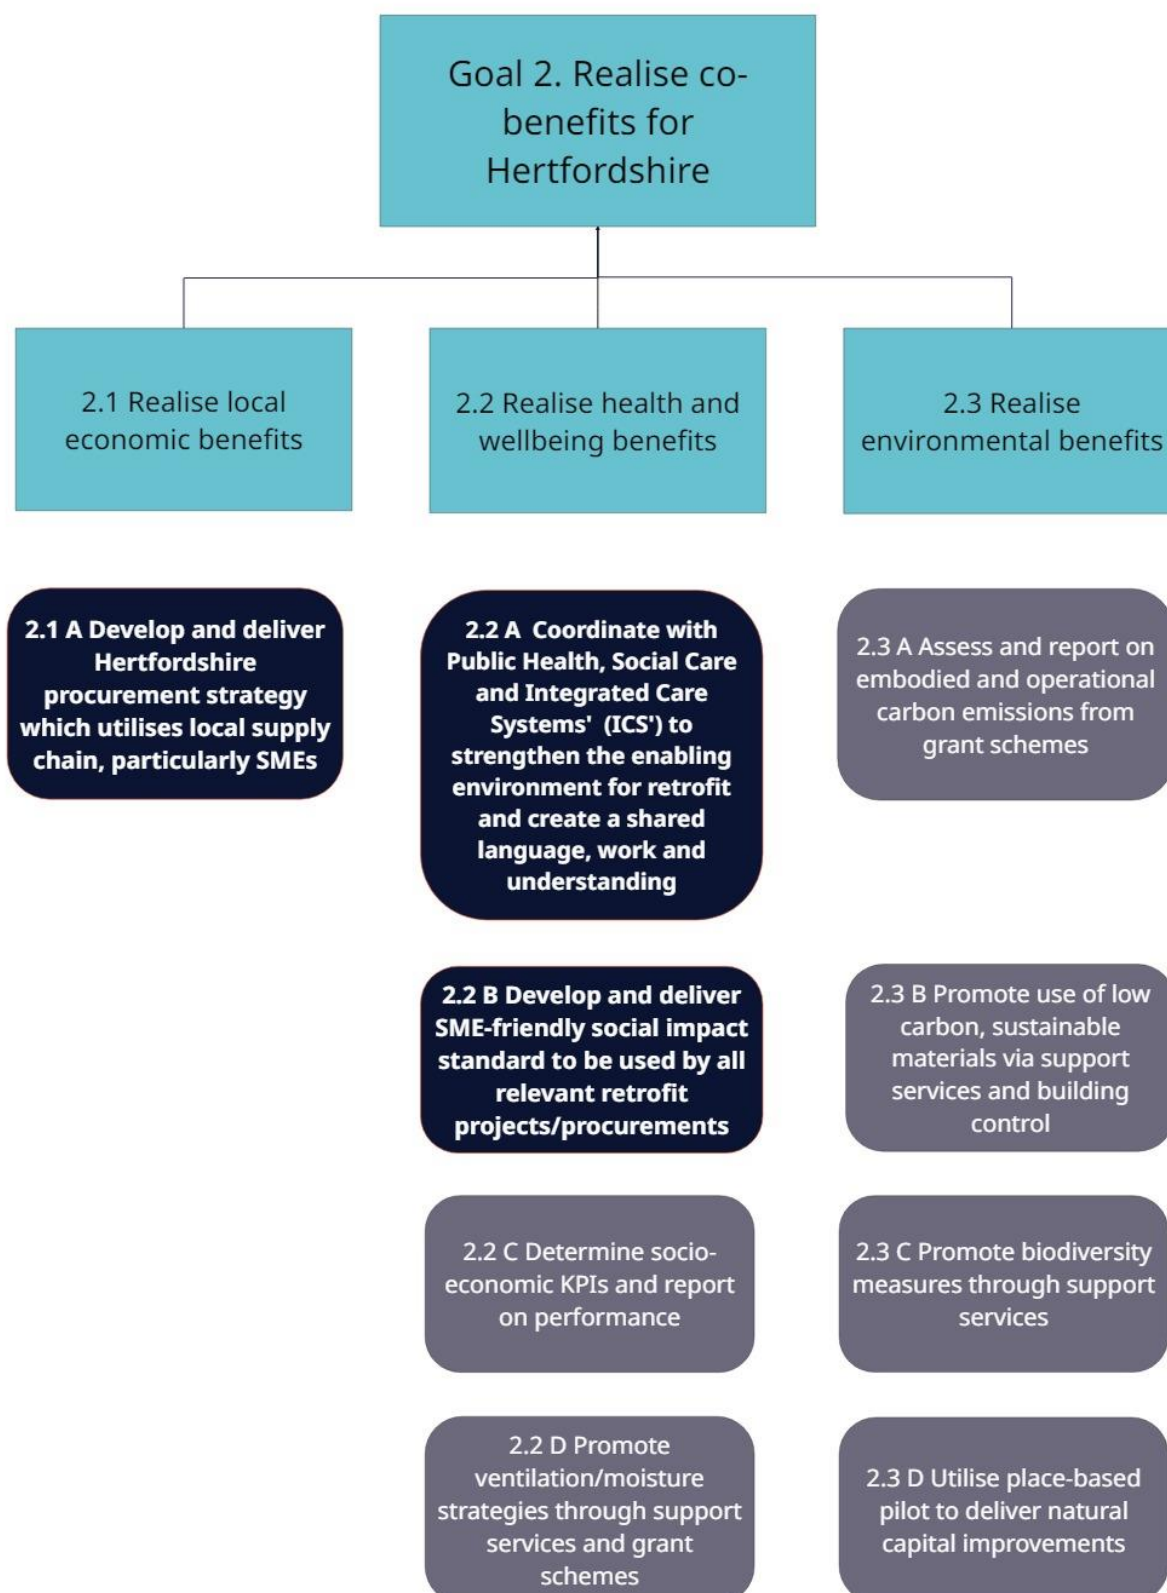 Goal 2. Realise co-
benefits for
Hertfordshire
2.1 Realise local
economic benefits
2.2 Realise health and
wellbeing benefits
2.3 Realise
environmental benefits
2.1 A Develop and deliver
Hertfordshire
procurement strategy
which utilises local supply
chain, particularly SMEs
2.2 A  Coordinate with
Public Health, Social Care
and Integrated Care
Systems'  (ICS') to
strengthen the enabling
environment for retrofit
and create a shared
language, work and
understanding
2.3 A Assess and report on
embodied and operational
carbon emissions from
grant schemes
2.2 B Develop and deliver
SME-friendly social impact
standard to be used by all
relevant retrofit
projects/procurements
2.3 B Promote use of low
carbon, sustainable
materials via support
services and building
control
2.2 C Determine socio-
economic KPIs and report
on performance
2.3 C Promote biodiversity
measures through support
services
2.2 D Promote
ventilation/moisture
strategies through support
services and grant
schemes
2.3 D Utilise place-based
pilot to deliver natural
capital improvements